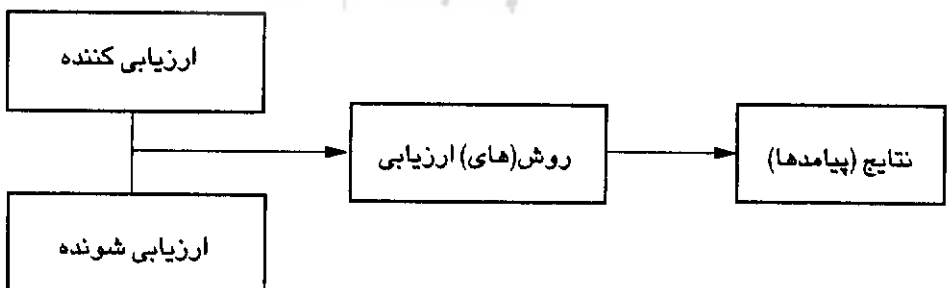 ارزیابی کننده
روش(های) ارزیابی
نتایج (پیامدها)
ارزیابی شونده